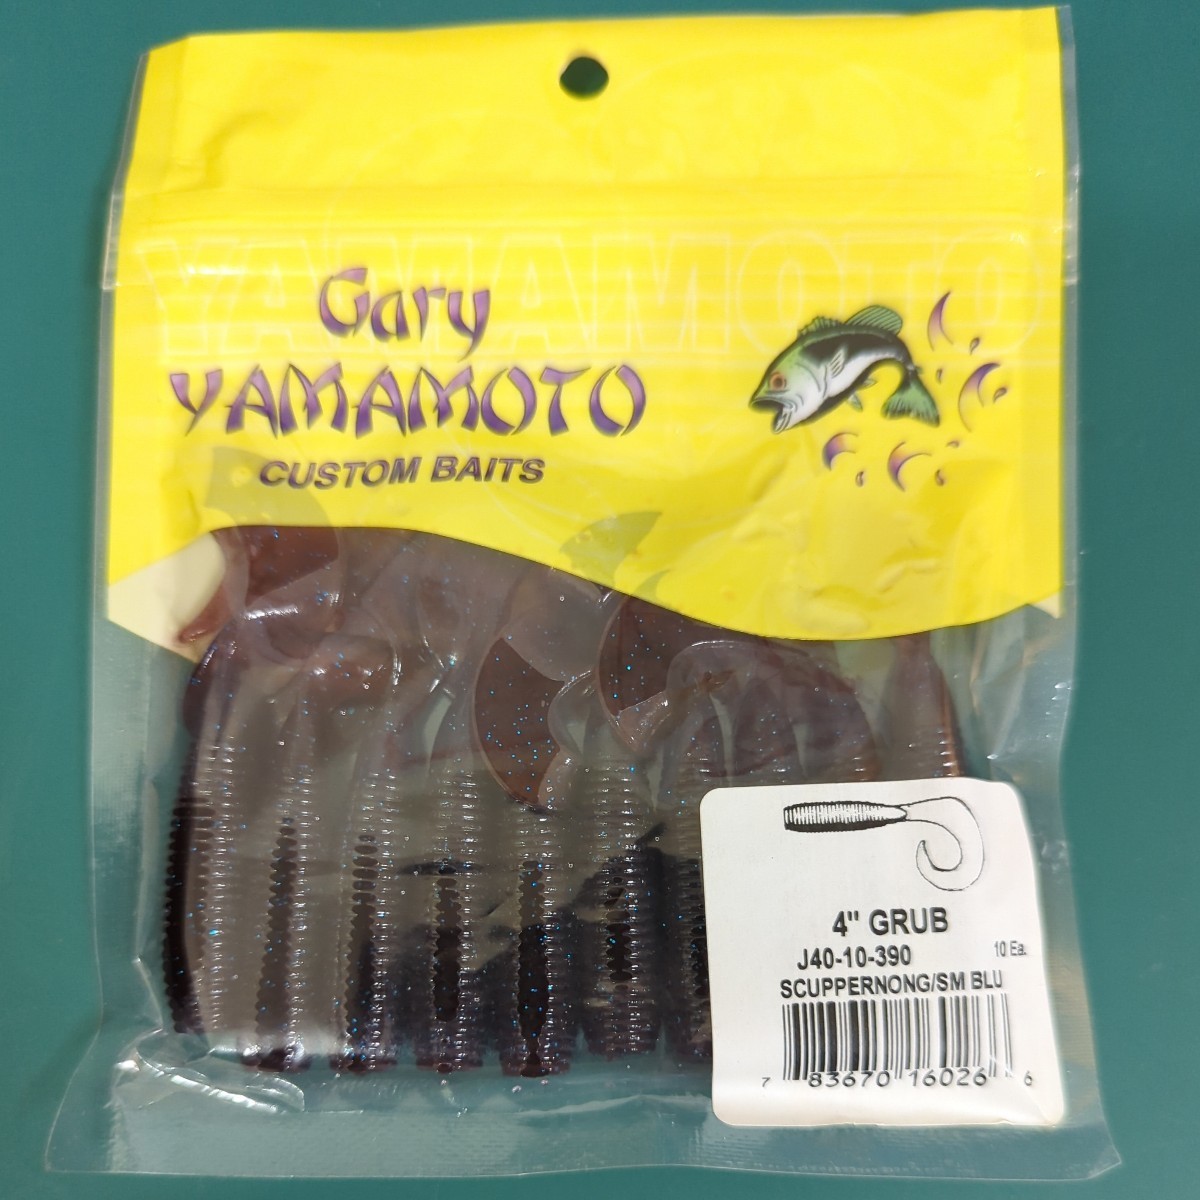 YAMAMOTO
Gary
YAMAMOTO
CUSTOM BAITS
4" GRUB
J40-10-390 10 Ea.
SCUPPERNONG/SM BLU
7 83670 16026 6